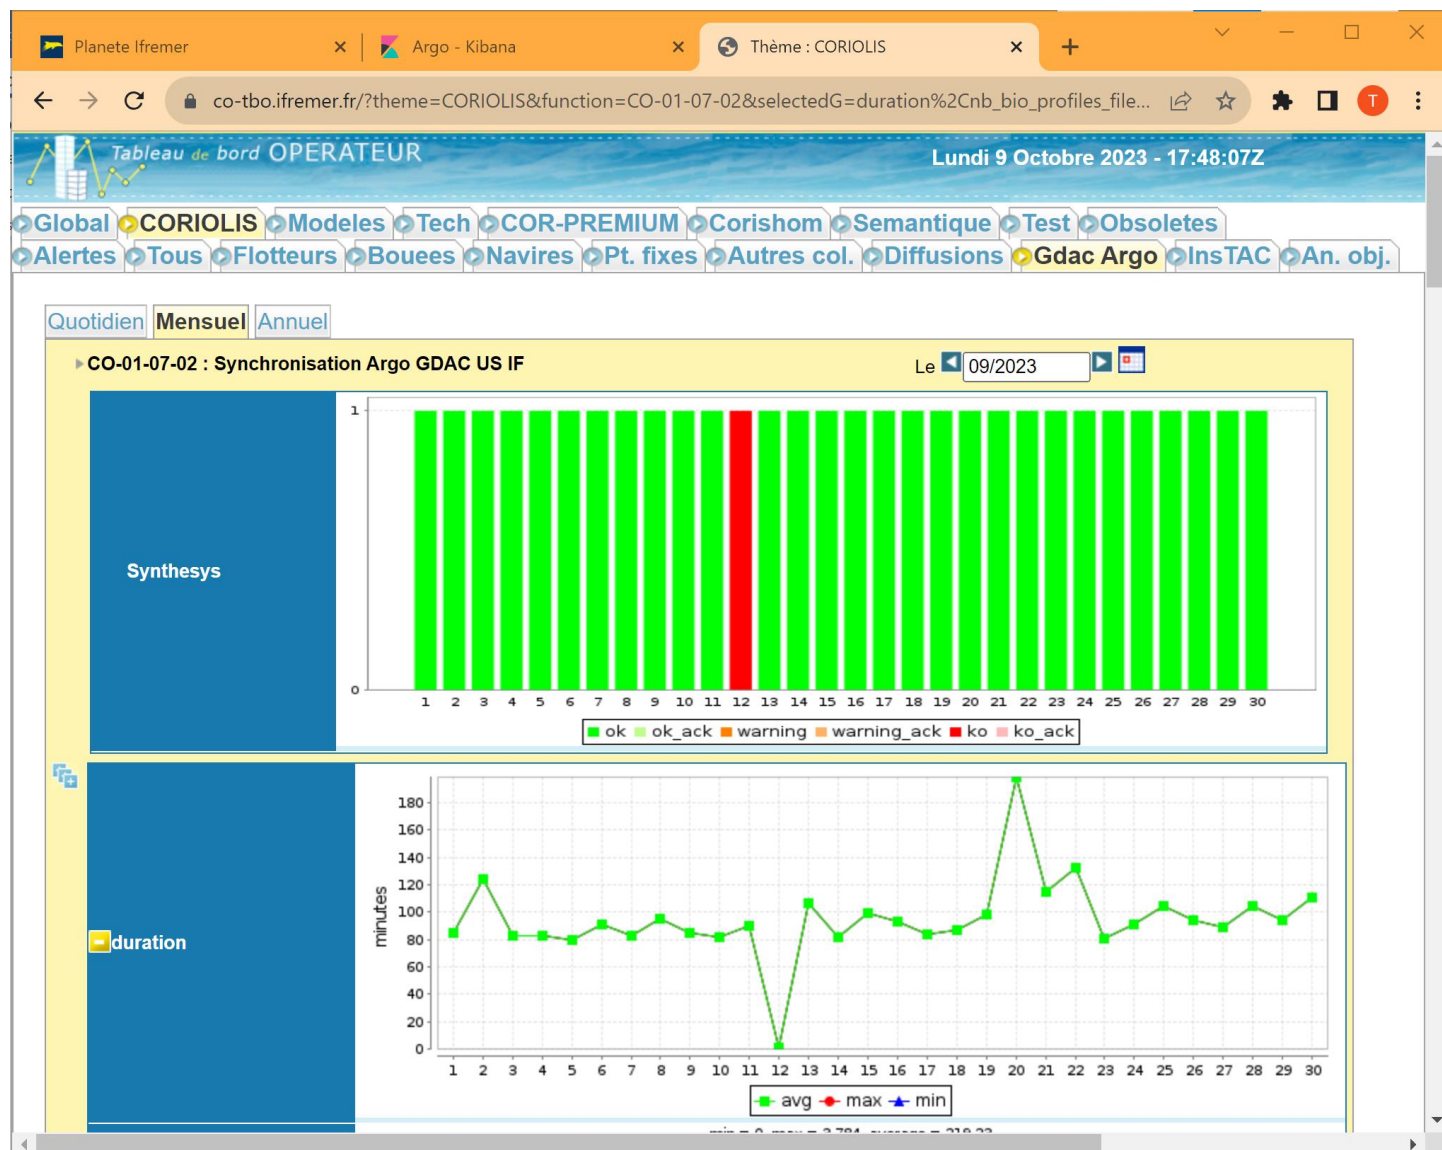 Planete Ifremer
Argo - Kibana
Thème : CORIOLIS
co-tbo.ifremer.fr/?theme=CORIOLIS&function=CO-01-07-02&selectedG=duration%2Cnb_bio_profiles_file...
T
Tableau de bord OPERATEUR
Lundi 9 Octobre 2023 - 17:48:07Z
Global CORIOLIS Modeles Tech COR-PREMIUM Corishom Semantique Test Obsoletes
Alertes Tous Flotteurs Bouees Navires Pt. fixes Autres col. Diffusions Gdac Argo InsTAC An. obj.
Quotidien Mensuel Annuel
CO-01-07-02 : Synchronisation Argo GDAC US IF
Le 09/2023
Synthesys
1
0
1 2 3 4 5 6 7 8 9 10 11 12 13 14 15 16 17 18 19 20 21 22 23 24 25 26 27 28 29 30
ok ok_ack warning warning_ack ko ko_ack
duration
minutes
180
160
140
120
100
80
60
40
20
0
1 2 3 4 5 6 7 8 9 10 11 12 13 14 15 16 17 18 19 20 21 22 23 24 25 26 27 28 29 30
avg max min
min = 0, max = 3,784, average = 219.23